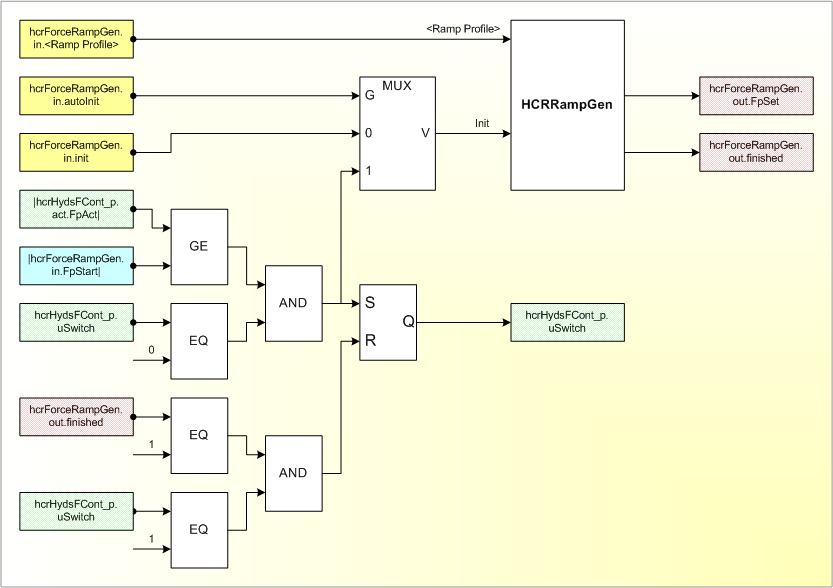 hcrForceRampGen.
in.<Ramp Profile>
<Ramp Profile>
hcrForceRampGen.
in.autoInit
hcrForceRampGen.
in.init
MUX
G
0
1
V
Init
HCRRampGen
hcrForceRampGen.
out.FpSet
hcrForceRampGen.
out.finished
|hcrHydsFCont_p.
act.FpAct|
|hcrForceRampGen.
in.FpStart|
GE
hcrHydsFCont_p.
uSwitch
0
EQ
AND
S
R
Q
hcrHydsFCont_p.
uSwitch
hcrForceRampGen.
out.finished
1
EQ
AND
hcrHydsFCont_p.
uSwitch
1
EQ